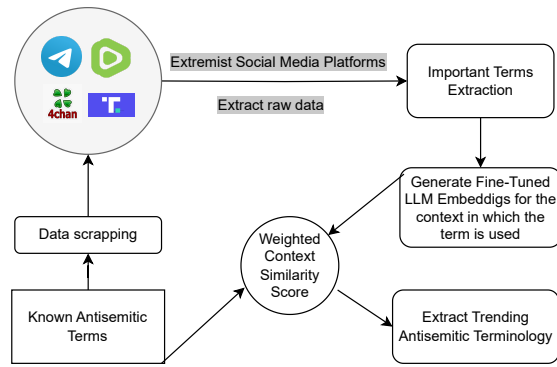 Extremist Social Media Platforms
Extract raw data
4chan
T.
Important Terms
Extraction
Generate Fine-Tuned
LLM Embeddigs for the
context in which the
term is used
Data scrapping
Weighted
Context
Similarity
Score
Known Antisemitic
Terms
Extract Trending
Antisemitic Terminology